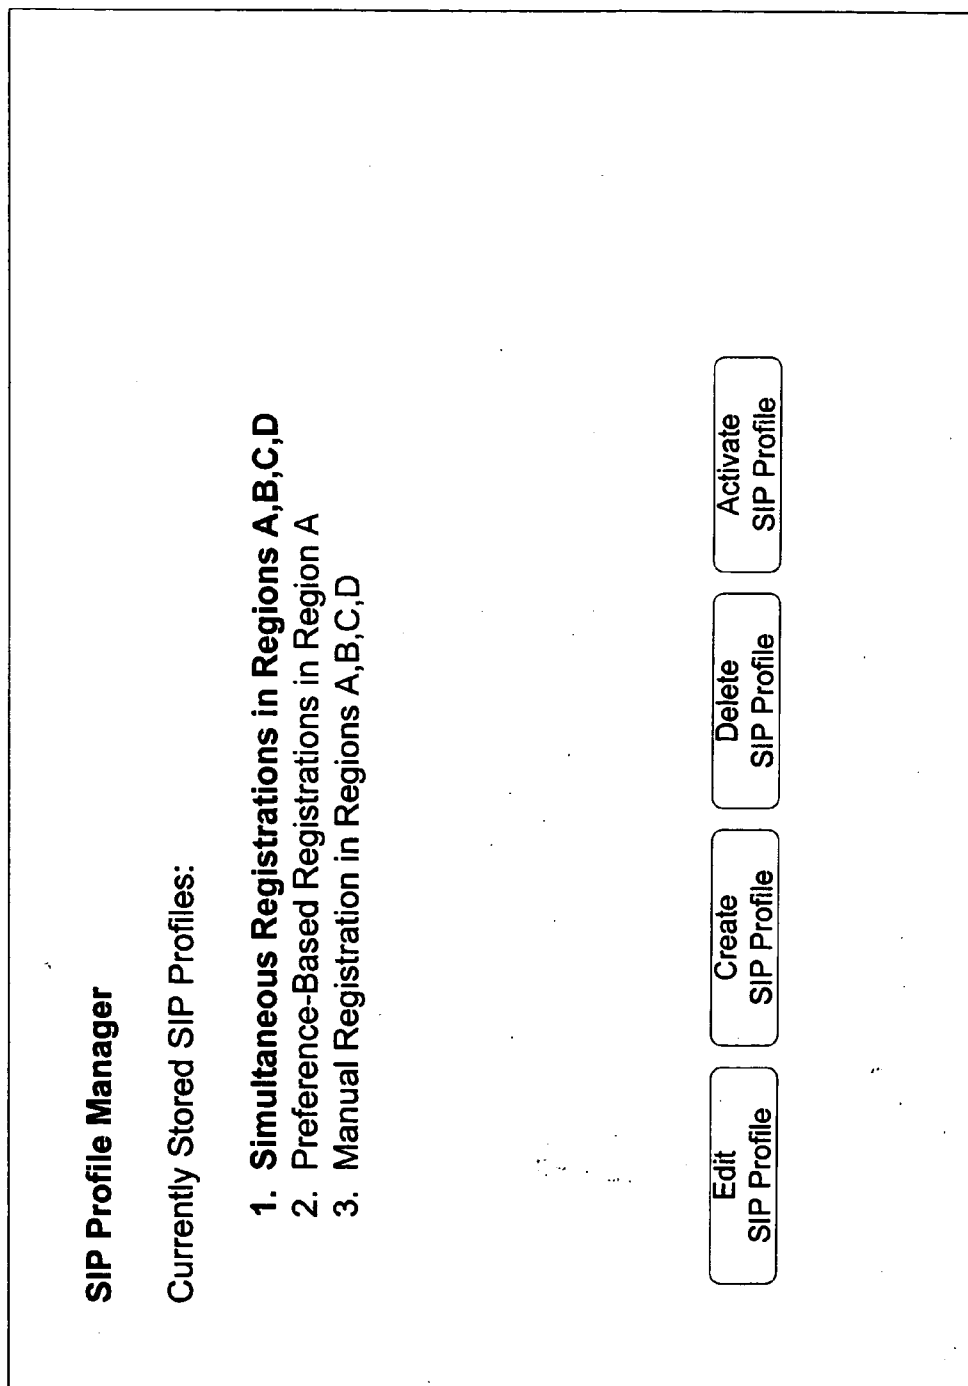 SIP Profile Manager
Currently Stored SIP Profiles:
1. Simultaneous Registrations in Regions A,B,C,D
2. Preference-Based Registrations in Region A
3. Manual Registration in Regions A,B,C,D
Edit
SIP Profile
Create
SIP Profile
Delete
SIP Profile
Activate
SIP Profile